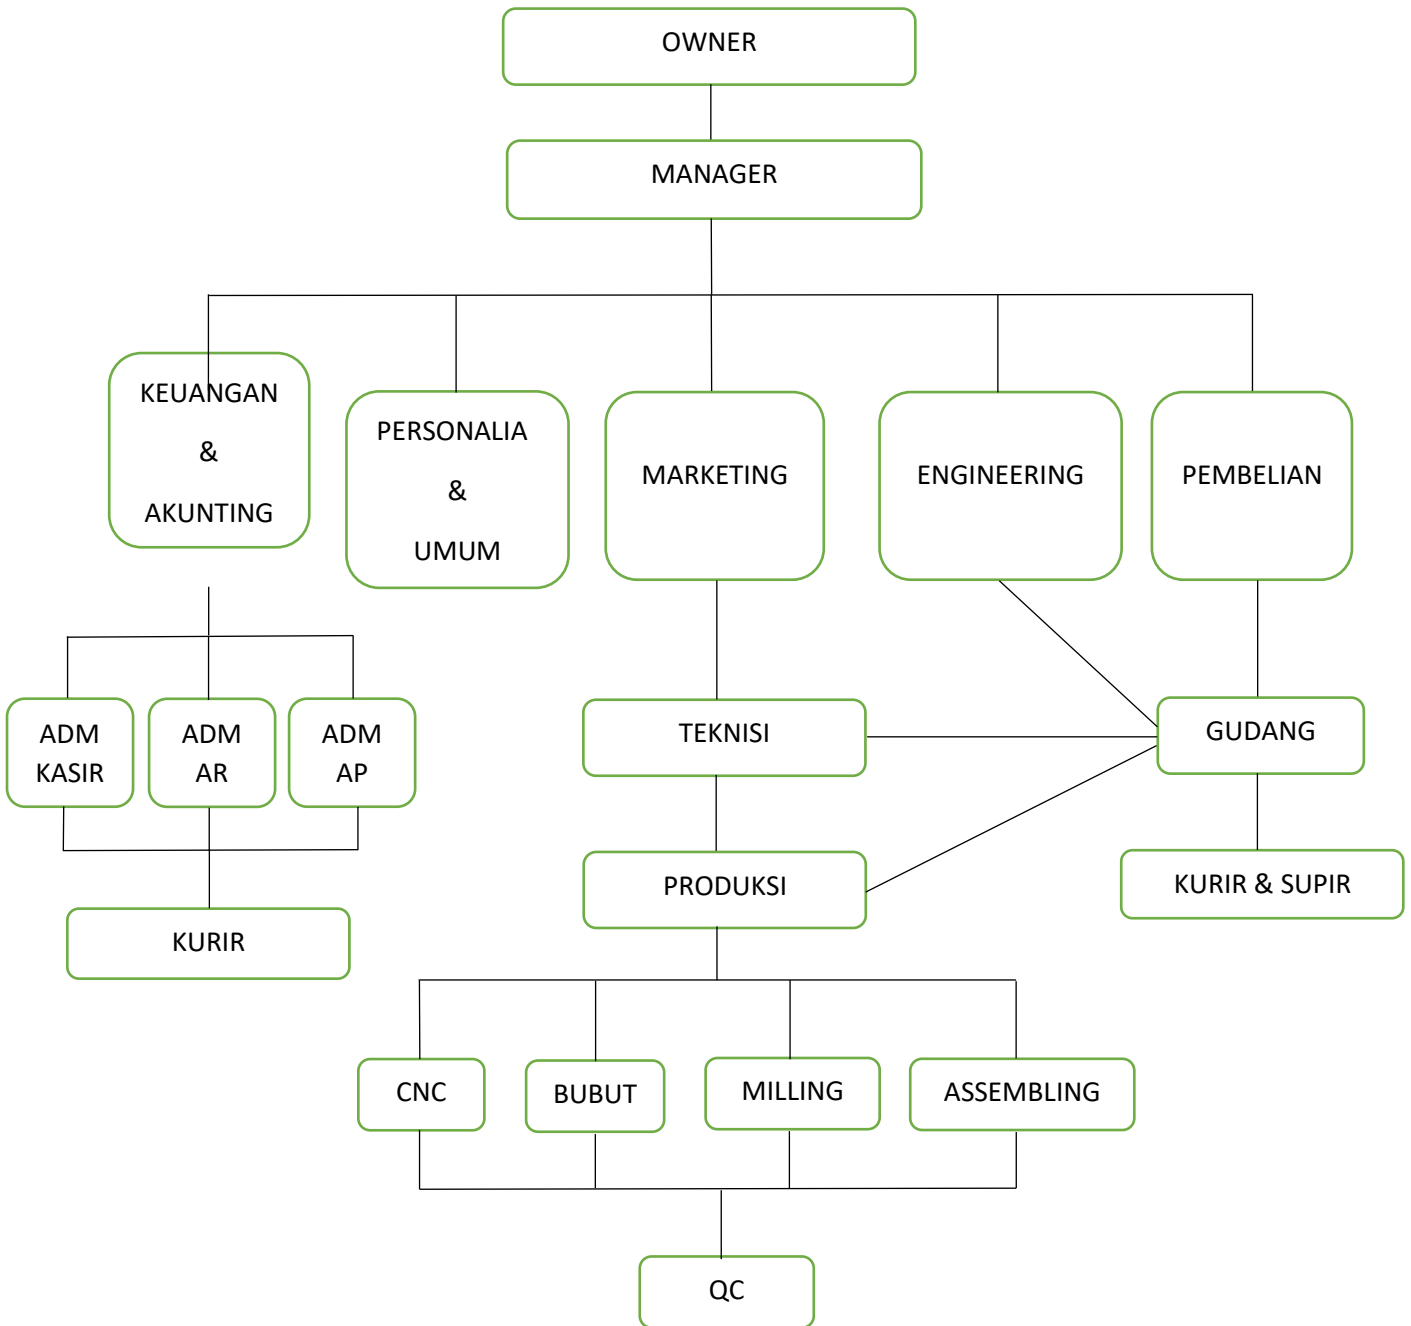 OWNER
MANAGER
KEUANGAN
&
AKUNTING
PERSONALIA
&
UMUM
MARKETING
ENGINEERING
PEMBELIAN
ADM
KASIR
ADM
AR
ADM
AP
TEKNISI
GUDANG
PRODUKSI
KURIR & SUPIR
KURIR
CNC
BUBUT
MILLING
ASSEMBLING
QC